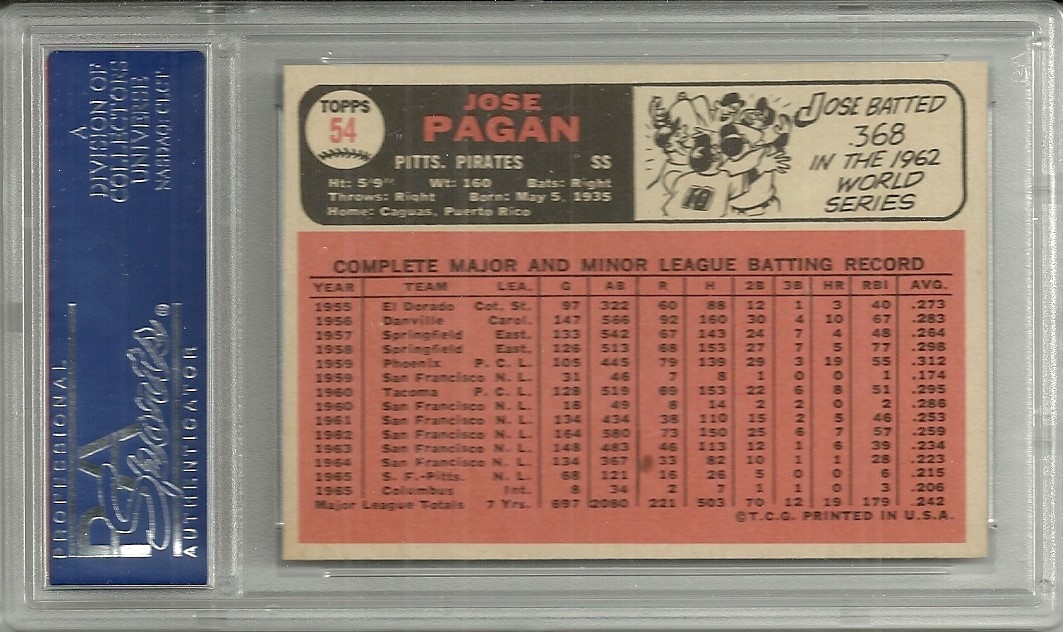 A
DIVISION OF
COLLECTORS
UNIVERSE
NASDAQ:CLCT
PROFESSIONAL
PSA
Sports ®
AUTHENTICATOR
TOPPS
54
JOSE
PAGAN
PITTS. PIRATES SS
Ht: 5'9" Wt: 160 Bats: Right
Throws: Right Born: May 5, 1935
Home: Caguas, Puerto Rico
JOSE BATTED
.368
IN THE 1962
WORLD
SERIES
COMPLETE MAJOR AND MINOR LEAGUE BATTING RECORD
YEAR TEAM LEA. G AB R H 2B 3B HR RBI AVG.
1955 El Dorado Cot. St. 97 322 60 88 12 1 3 40 .273
1956 Danville Carol. 147 566 92 160 30 4 10 67 .283
1957 Springfield East. 133 542 67 143 24 7 4 48 .264
1958 Springfield East. 126 513 68 153 27 7 5 77 .298
1959 Phoenix P. C. L. 105 445 79 139 29 3 19 55 .312
1959 San Francisco N. L. 31 46 7 8 1 0 0 1 .174
1960 Tacoma P. C. L. 128 519 69 153 22 6 8 51 .295
1960 San Francisco N. L. 18 49 8 14 2 2 0 2 .286
1961 San Francisco N. L. 134 434 38 110 15 2 5 46 .253
1962 San Francisco N. L. 164 580 73 150 25 6 7 57 .259
1963 San Francisco N. L. 148 483 46 113 12 1 6 39 .234
1964 San Francisco N. L. 134 367 33 82 10 1 1 28 .223
1965 S. F.-Pitts. N. L. 68 121 16 26 5 0 0 6 .215
1965 Columbus Int. 8 34 2 7 1 1 0 3 .206
Major League Totals 7 Yrs. 697 2080 221 503 70 12 19 179 .242
©T.C.G. PRINTED IN U.S.A.